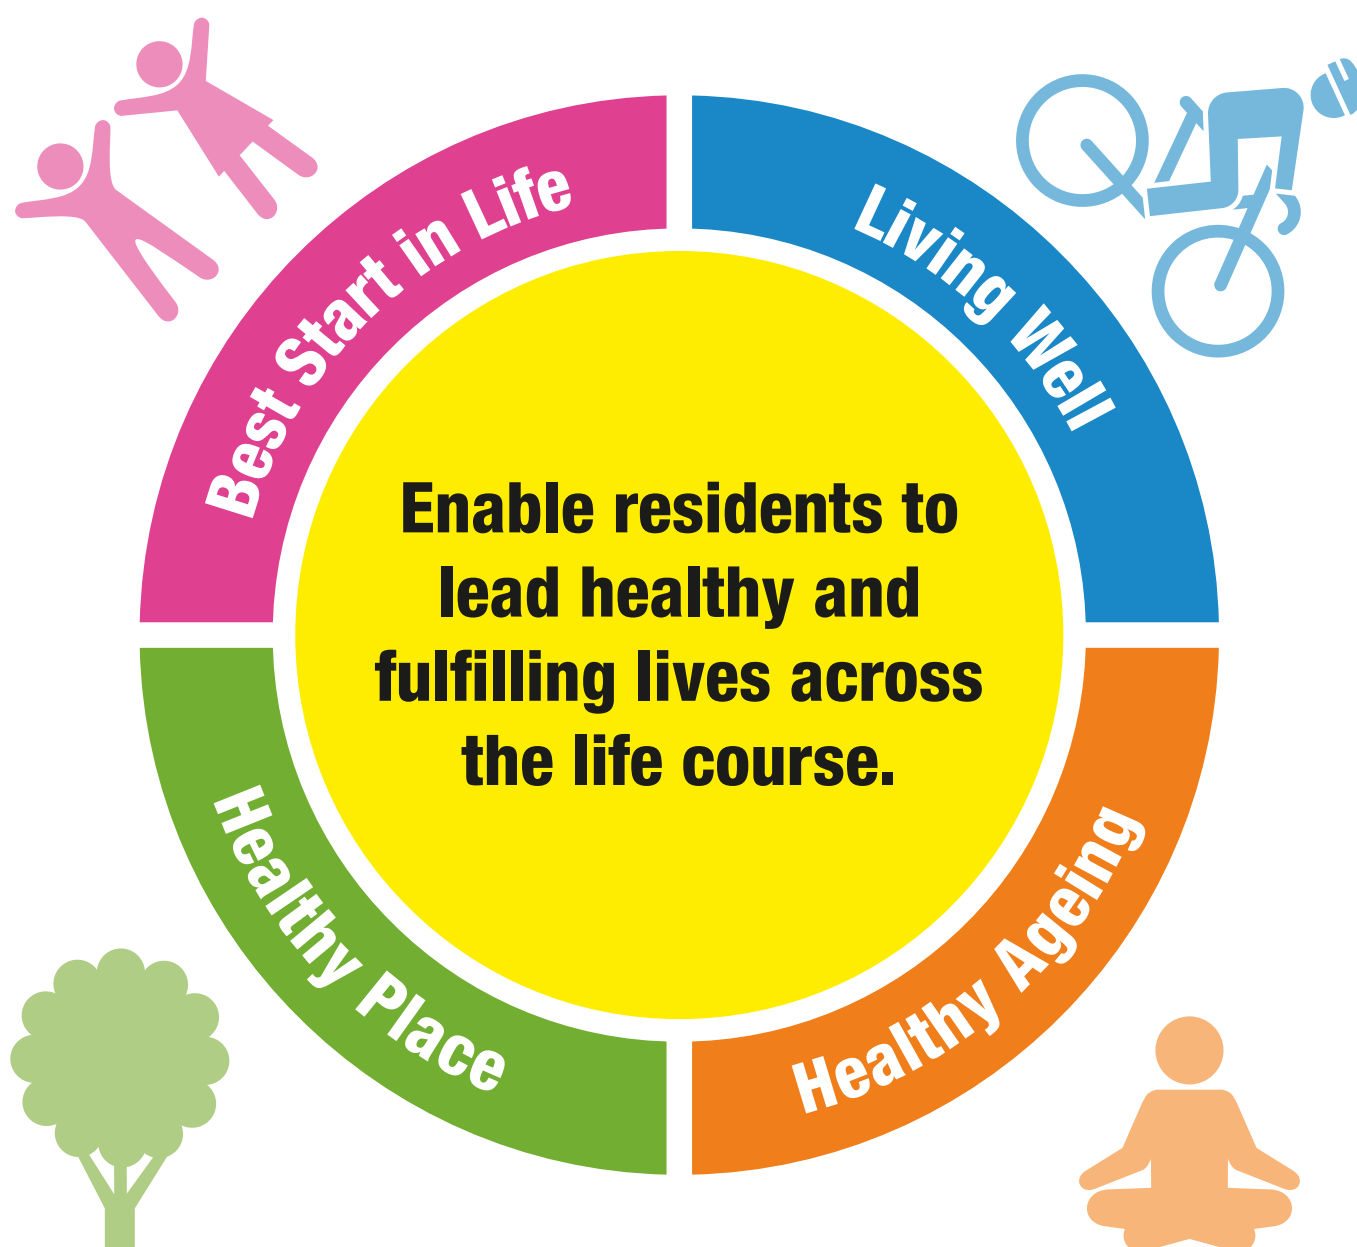 Best Start in Life
Living Well
Enable residents to
lead healthy and
fulfilling lives across
the life course.
Healthy Place
Healthy Ageing